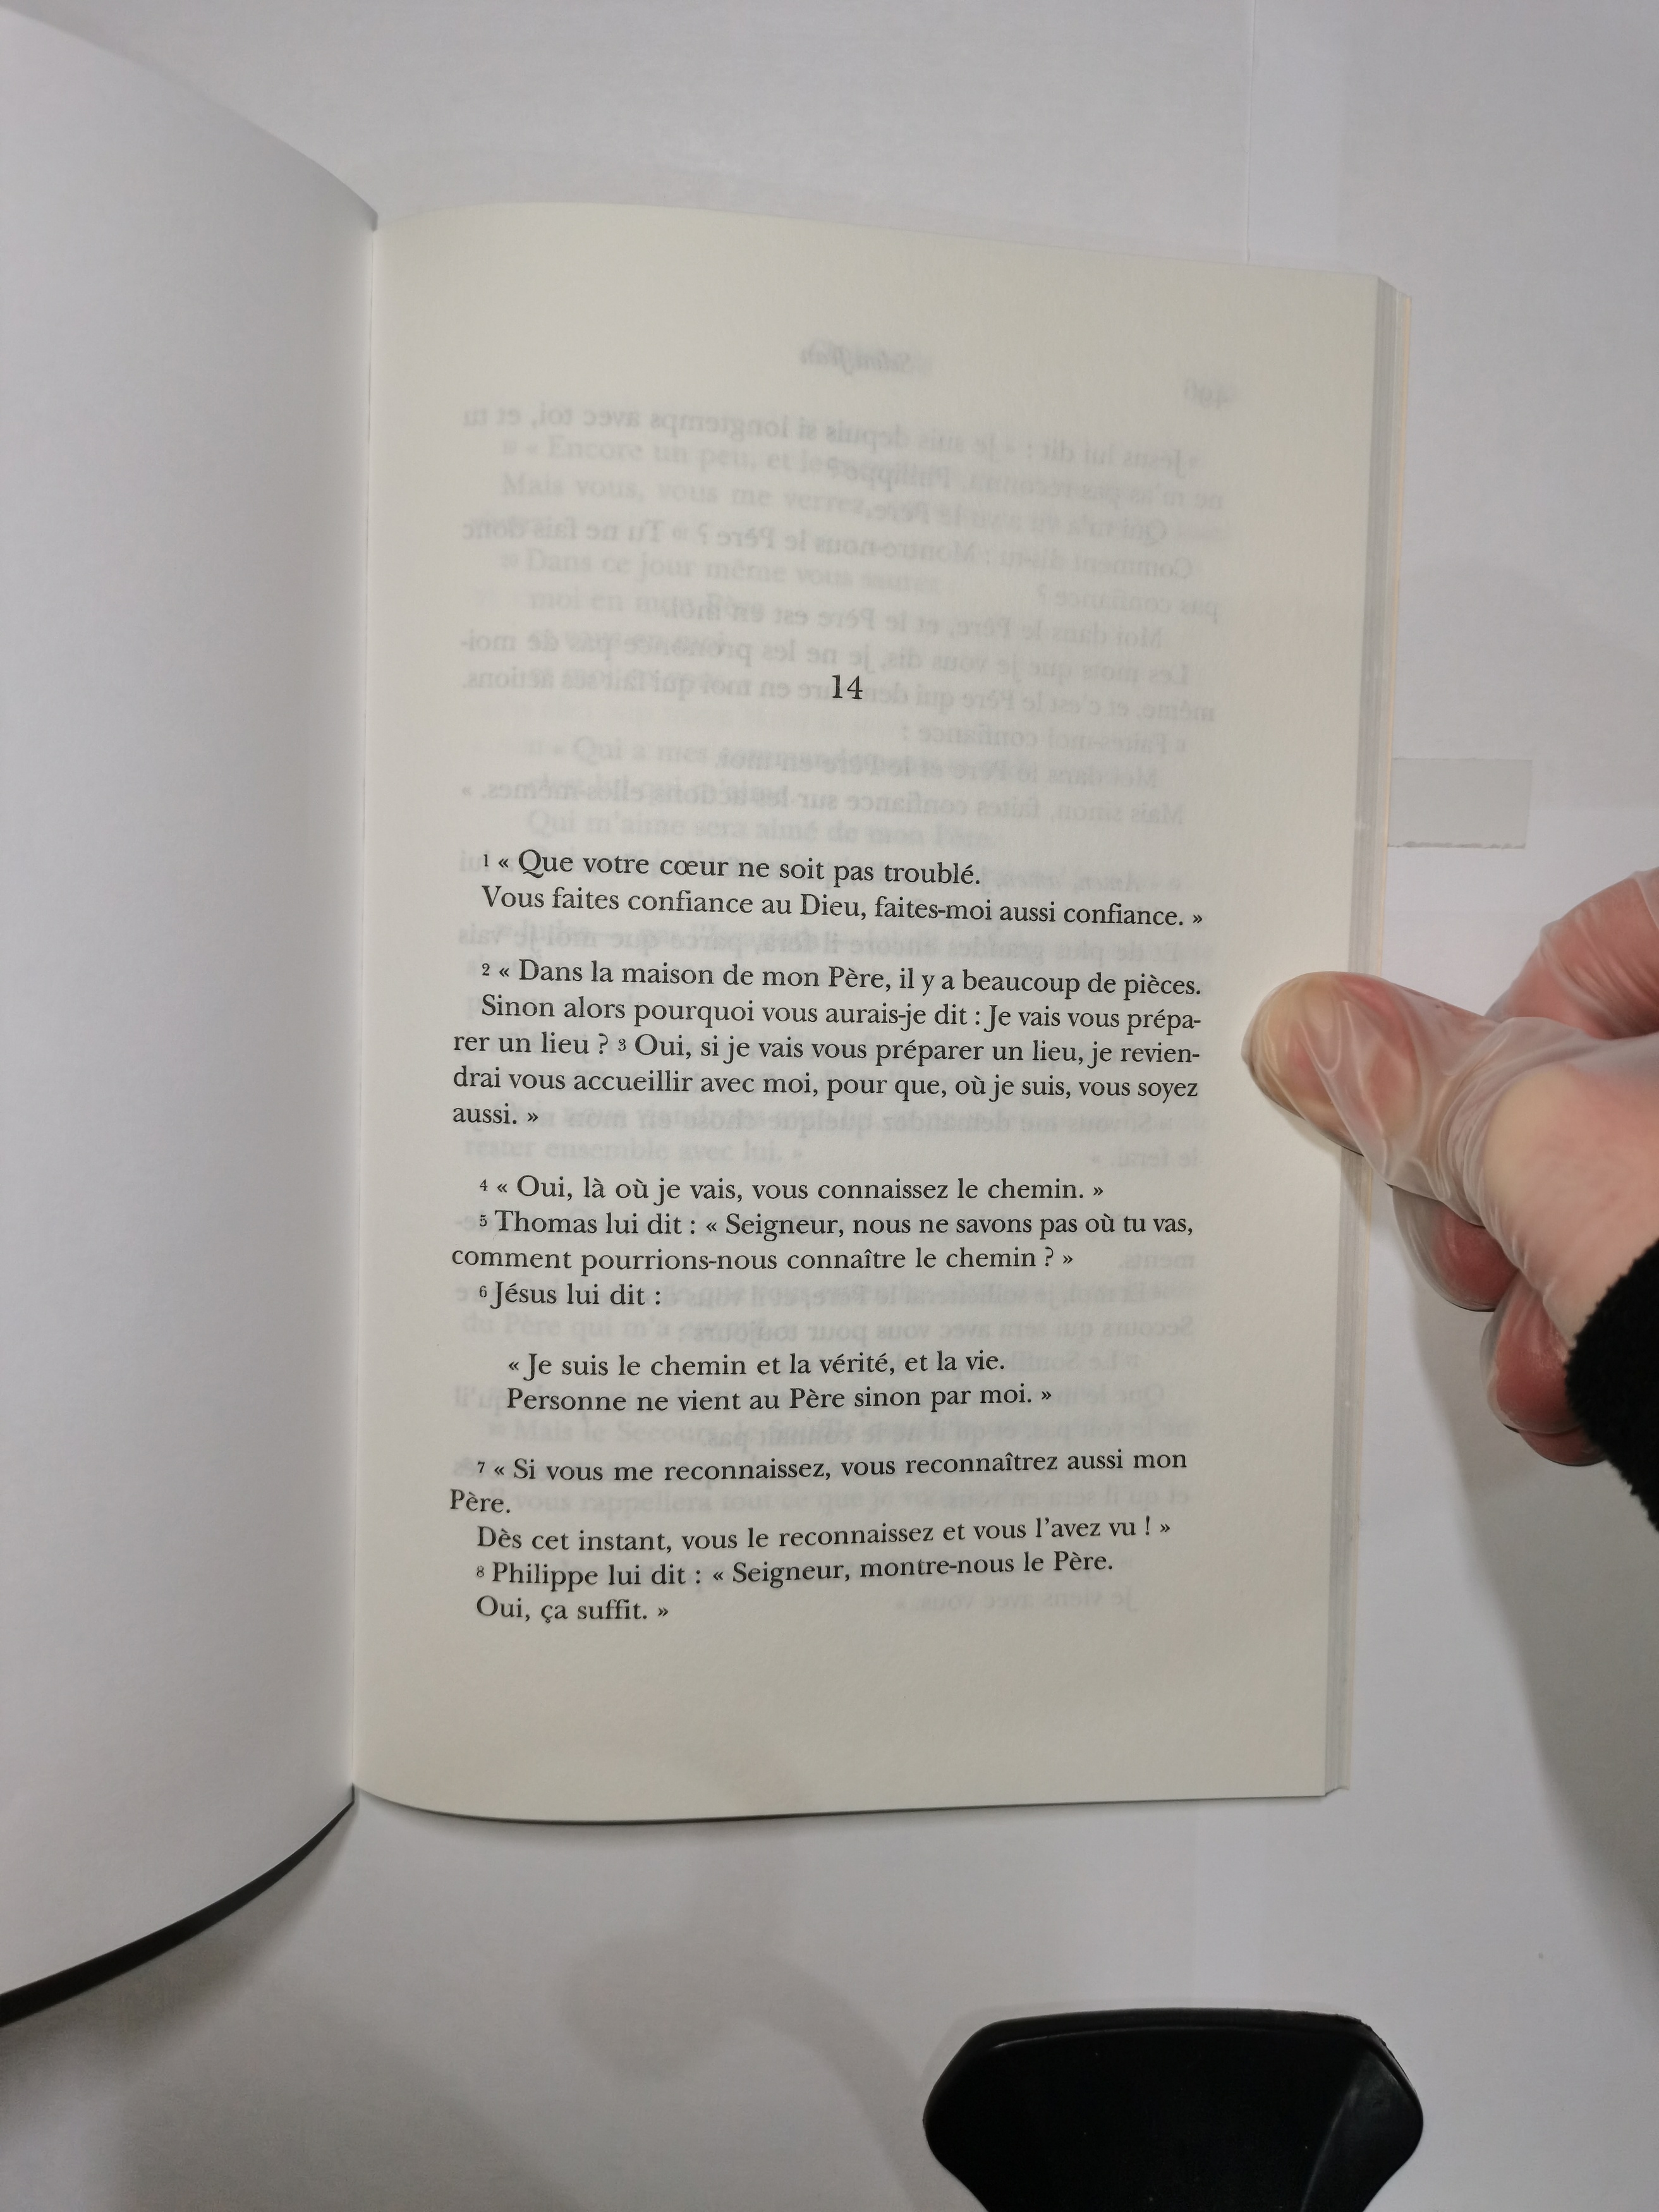 14
1 « Que votre cœur ne soit pas troublé.
Vous faites confiance au Dieu, faites-moi aussi confiance. »
2 « Dans la maison de mon Père, il y a beaucoup de pièces.
Sinon alors pourquoi vous aurais-je dit : Je vais vous prépa-
rer un lieu ? 3 Oui, si je vais vous préparer un lieu, je revien-
drai vous accueillir avec moi, pour que, où je suis, vous soyez
aussi. »
4 « Oui, là où je vais, vous connaissez le chemin. »
5 Thomas lui dit : « Seigneur, nous ne savons pas où tu vas,
comment pourrions-nous connaître le chemin ? »
6 Jésus lui dit :
« Je suis le chemin et la vérité, et la vie.
Personne ne vient au Père sinon par moi. »
7 « Si vous me reconnaissez, vous reconnaîtrez aussi mon
Père.
Dès cet instant, vous le reconnaissez et vous l'avez vu ! »
8 Philippe lui dit : « Seigneur, montre-nous le Père.
Oui, ça suffit. »